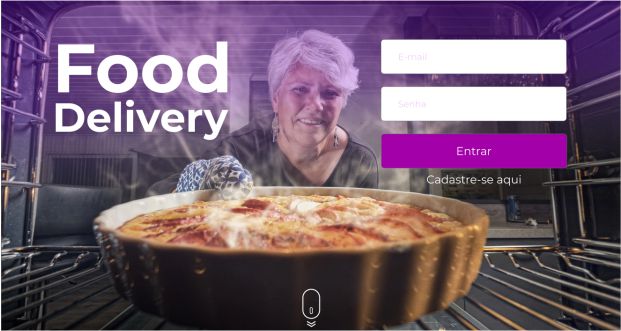 Food
Delivery
E-mail
Senha
Entrar
Cadastre-se aqui